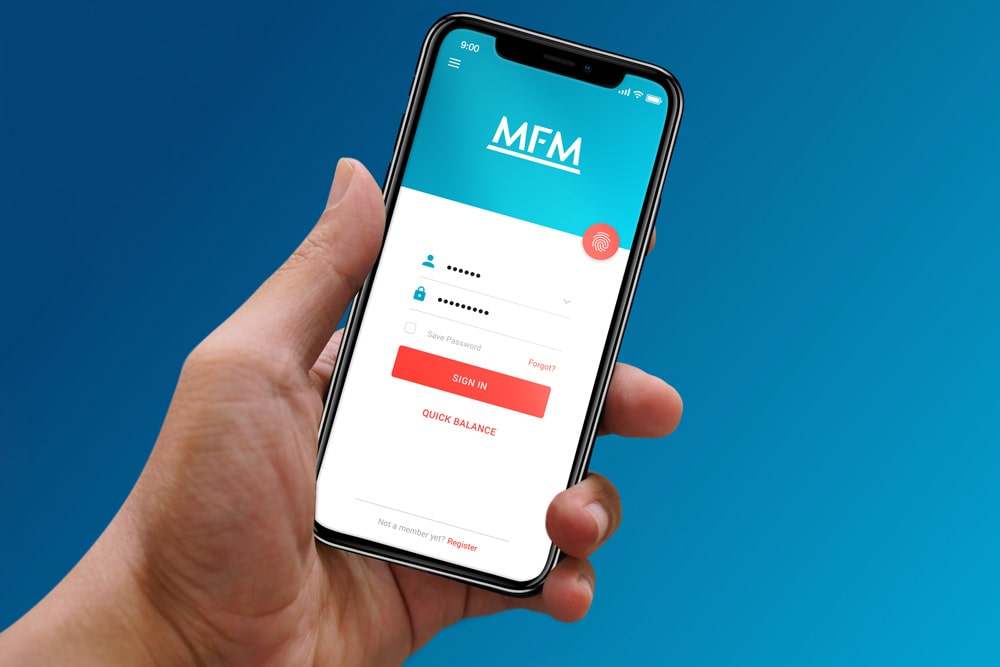 9:00
MFM
••••••
•••••••••
Save Password
Forgot?
SIGN IN
QUICK BALANCE
Not a member yet? Register